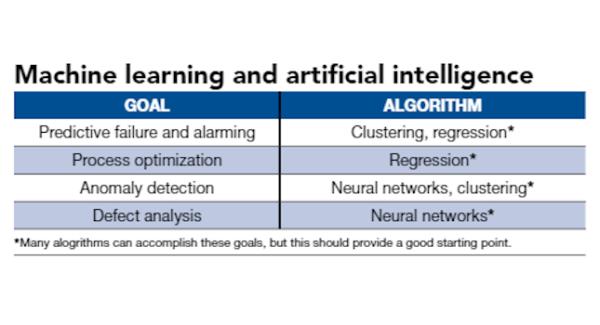 Machine learning and artificial intelligence
GOAL ALGORITHM
Predictive failure and alarming Clustering, regression*
Process optimization Regression*
Anomaly detection Neural networks, clustering*
Defect analysis Neural networks*
*Many alogrithms can accomplish these goals, but this should provide a good starting point.